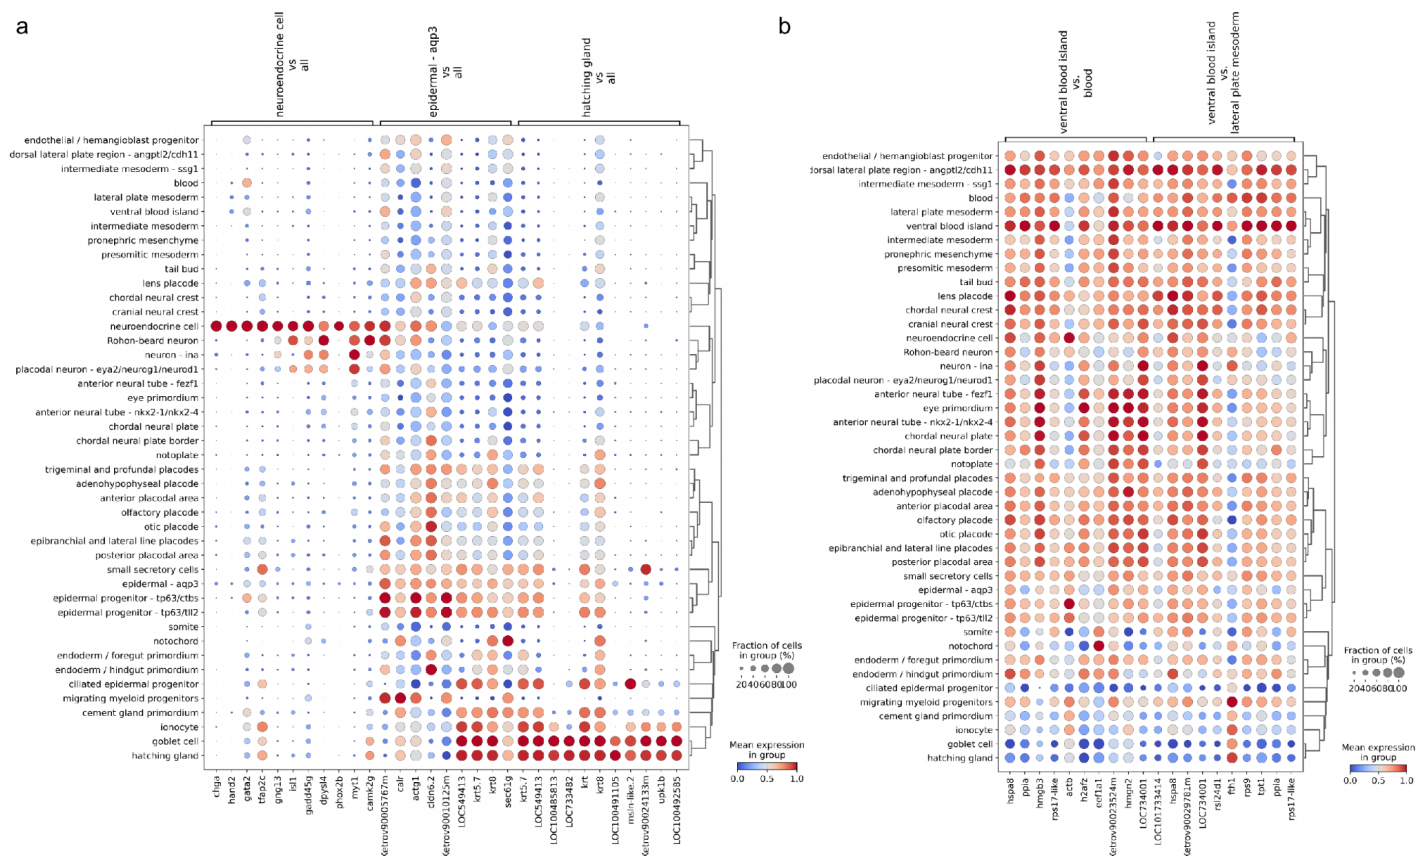 a
neuroendocrine cell
vs
all
epidermal - aqp3
vs
all
hatching gland
vs
all
endothelial / hemangioblast progenitor
dorsal lateral plate region - angptl2/cdh11
intermediate mesoderm - ssg1
blood
lateral plate mesoderm
ventral blood island
intermediate mesoderm
pronephric mesenchyme
presomitic mesoderm
tail bud
lens placode
chordal neural crest
cranial neural crest
neuroendocrine cell
Rohon-beard neuron
neuron - ina
placodal neuron - eya2/neurog1/neurod1
anterior neural tube - fezf1
eye primordium
anterior neural tube - nkx2-1/nkx2-4
chordal neural plate
chordal neural plate border
notoplate
trigeminal and profundal placodes
adenohypophyseal placode
anterior placodal area
olfactory placode
otic placode
epibranchial and lateral line placodes
posterior placodal area
small secretory cells
epidermal - aqp3
epidermal progenitor - tp63/ctbs
epidermal progenitor - tp63/tll2
somite
notochord
endoderm / foregut primordium
endoderm / hindgut primordium
ciliated epidermal progenitor
migrating myeloid progenitors
cement gland primordium
ionocyte
goblet cell
hatching gland
chga
hand2
gata2
tfap2c
gng13
isl1
gadd45g
dpysl4
phox2b
myt1
camk2g
Xetrov90005767m
calr
actg1
cldn6.2
Xetrov90010125m
LOC549413
krt5.7
krt8
sec61g
krt5.7
LOC549413
LOC100485813
LOC733482
krt
krt8
LOC100491105
msln-like.2
Xetrov90024133m
upk1b
LOC100492585
Fraction of cells
in group (%)
20406080100
Mean expression
in group
0.0 0.5 1.0
b
ventral blood island
vs.
blood
ventral blood island
vs.
lateral plate mesoderm
endothelial / hemangioblast progenitor
dorsal lateral plate region - angptl2/cdh11
intermediate mesoderm - ssg1
blood
lateral plate mesoderm
ventral blood island
intermediate mesoderm
pronephric mesenchyme
presomitic mesoderm
tail bud
lens placode
chordal neural crest
cranial neural crest
neuroendocrine cell
Rohon-beard neuron
neuron - ina
placodal neuron - eya2/neurog1/neurod1
anterior neural tube - fezf1
eye primordium
anterior neural tube - nkx2-1/nkx2-4
chordal neural plate
chordal neural plate border
notoplate
trigeminal and profundal placodes
adenohypophyseal placode
anterior placodal area
olfactory placode
otic placode
epibranchial and lateral line placodes
posterior placodal area
small secretory cells
epidermal - aqp3
epidermal progenitor - tp63/ctbs
epidermal progenitor - tp63/tll2
somite
notochord
endoderm / foregut primordium
endoderm / hindgut primordium
ciliated epidermal progenitor
migrating myeloid progenitors
cement gland primordium
ionocyte
goblet cell
hatching gland
hspa8
ppia
hmgb3
rps17-like
actb
h2afz
eef1a1
Xetrov90023524m
hmgn2
LOC734001
LOC101733414
hspa8
Xetrov90029781m
LOC734001
rsl24d1
fth1
rps9
tpt1
ppia
rps17-like
Fraction of cells
in group (%)
20406080100
Mean expression
in group
0.0 0.5 1.0